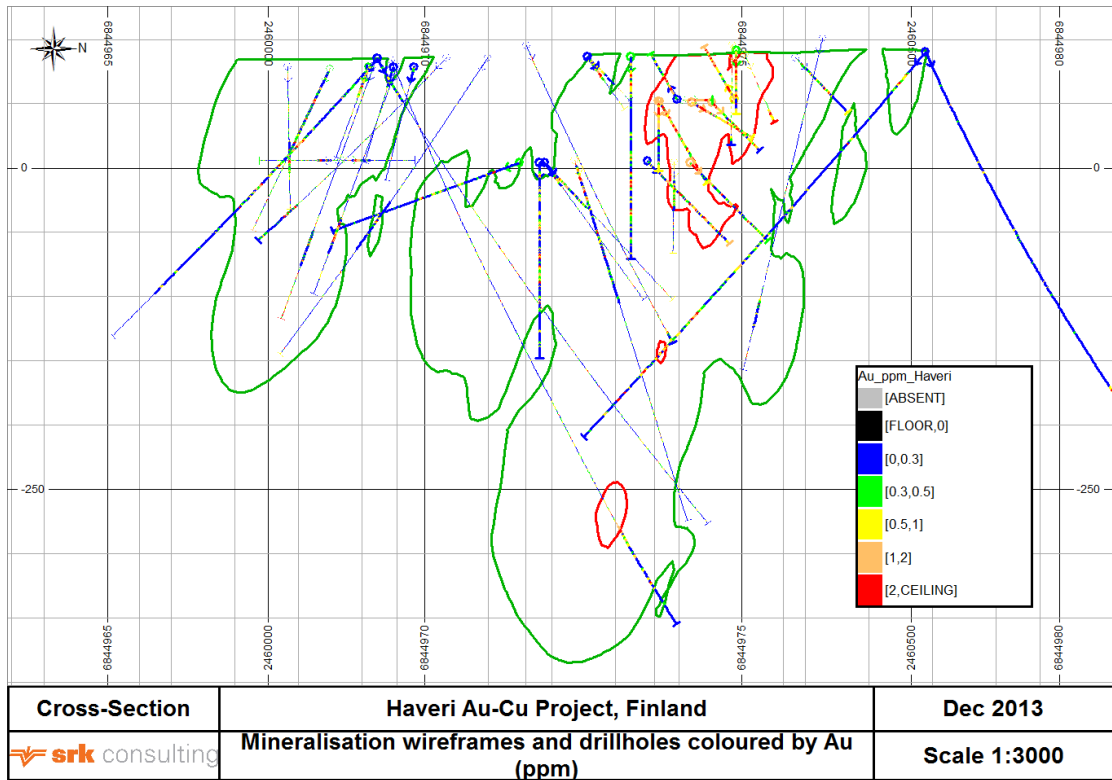 6844965
2460000
6844970
6844975
2460500
6844980
N
0
0
-250
-250
Au_ppm_Haveri
[ABSENT]
[FLOOR,0]
[0,0.3]
[0.3,0.5]
[0.5,1]
[1,2]
[2,CEILING]
6844965
2460000
6844970
6844975
2460500
6844980
Cross-Section
Haveri Au-Cu Project, Finland
Dec 2013
srk consulting
Mineralisation wireframes and drillholes coloured by Au
(ppm)
Scale 1:3000